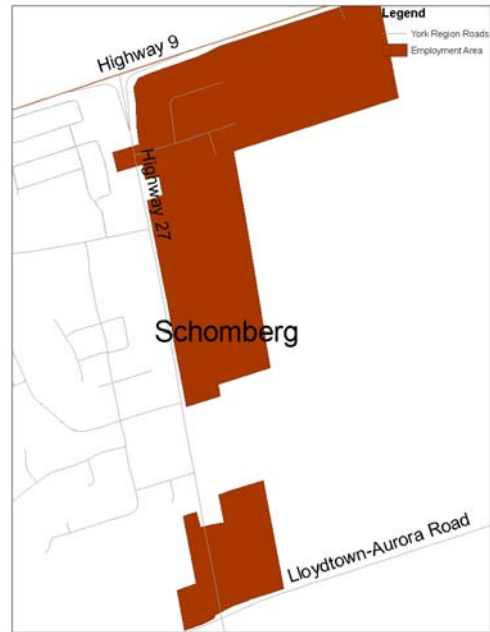 Legend
York Region Roads
Employment Area
Highway 9
Highway 27
Schomberg
Lloydtown-Aurora Road